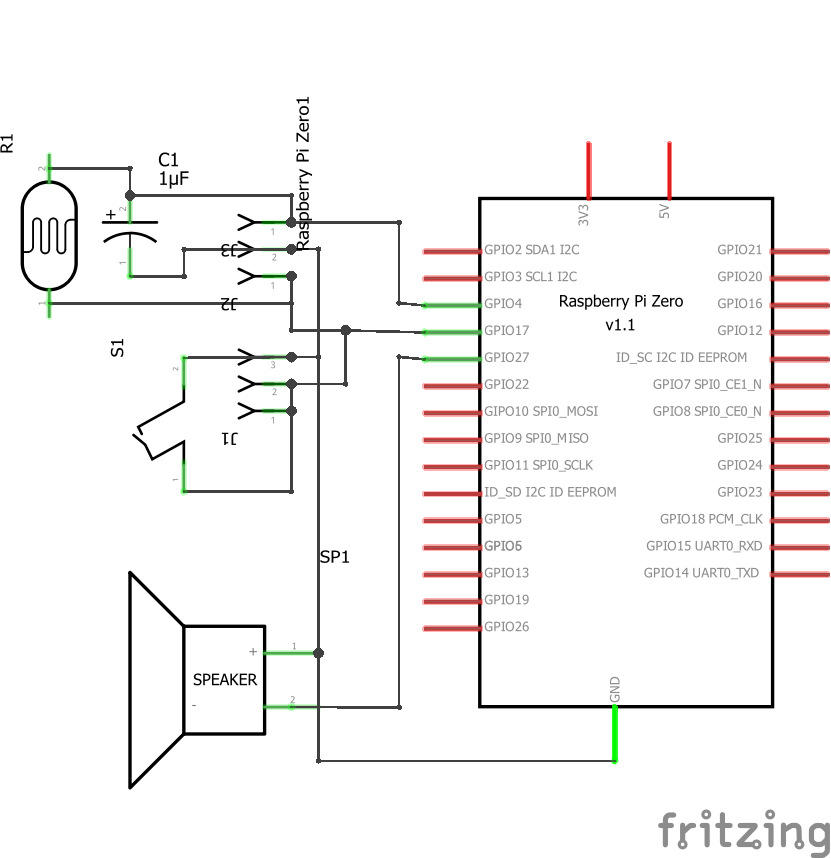 Raspberry Pi Zero1
R1
2
1
C1
1µF
+
2
1
1
J3
2
1
J2
S1
2
1
3
2
1
J1
SP1
SPEAKER
+
-
1
2
3V3
5V
GPIO2 SDA1 I2C
GPIO3 SCL1 I2C
GPIO4
GPIO17
GPIO27
GPIO22
GIPO10 SPI0_MOSI
GPIO9 SPI0_MISO
GPIO11 SPI0_SCLK
ID_SD I2C ID EEPROM
GPIO5
GPIO6
GPIO13
GPIO19
GPIO26
Raspberry Pi Zero
v1.1
GPIO21
GPIO20
GPIO16
GPIO12
ID_SC I2C ID EEPROM
GPIO7 SPI0_CE1_N
GPIO8 SPI0_CE0_N
GPIO25
GPIO24
GPIO23
GPIO18 PCM_CLK
GPIO15 UART0_RXD
GPIO14 UART0_TXD
GND
fritzing